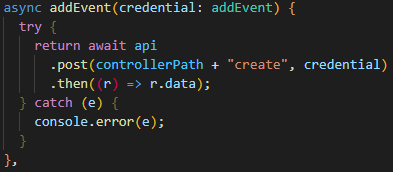 async addEvent(credential: addEvent) {
  try {
    return await api
      .post(controllerPath + "create", credential)
      .then((r) => r.data);
  } catch (e) {
    console.error(e);
  }
},